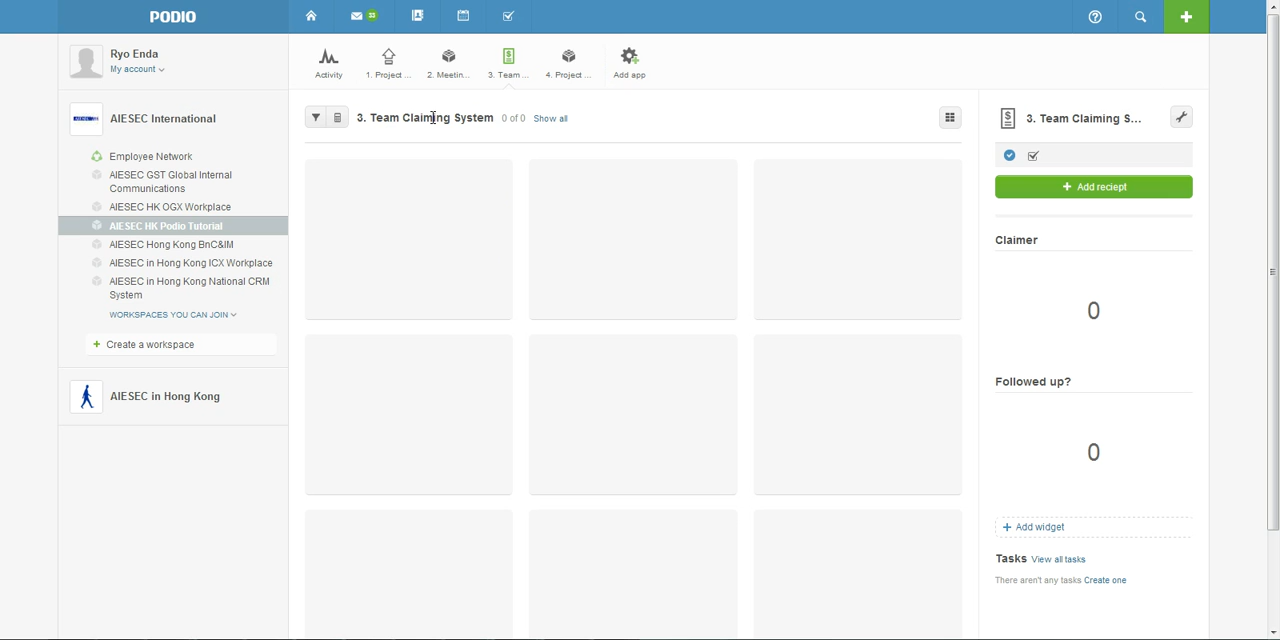 PODIO
33
Ryo Enda
My account
Activity
1. Project ...
2. Meetin...
3. Team ...
4. Project ...
Add app
AIESEC International
3. Team Claiming System 0 of 0 Show all
3. Team Claiming S...
Employee Network
AIESEC GST Global Internal
Communications
AIESEC HK OGX Workplace
AIESEC HK Podio Tutorial
AIESEC Hong Kong BnC&IM
AIESEC in Hong Kong ICX Workplace
AIESEC in Hong Kong National CRM
System
WORKSPACES YOU CAN JOIN
+ Create a workspace
AIESEC in Hong Kong
+ Add reciept
Claimer
0
Followed up?
0
+ Add widget
Tasks View all tasks
There aren't any tasks Create one